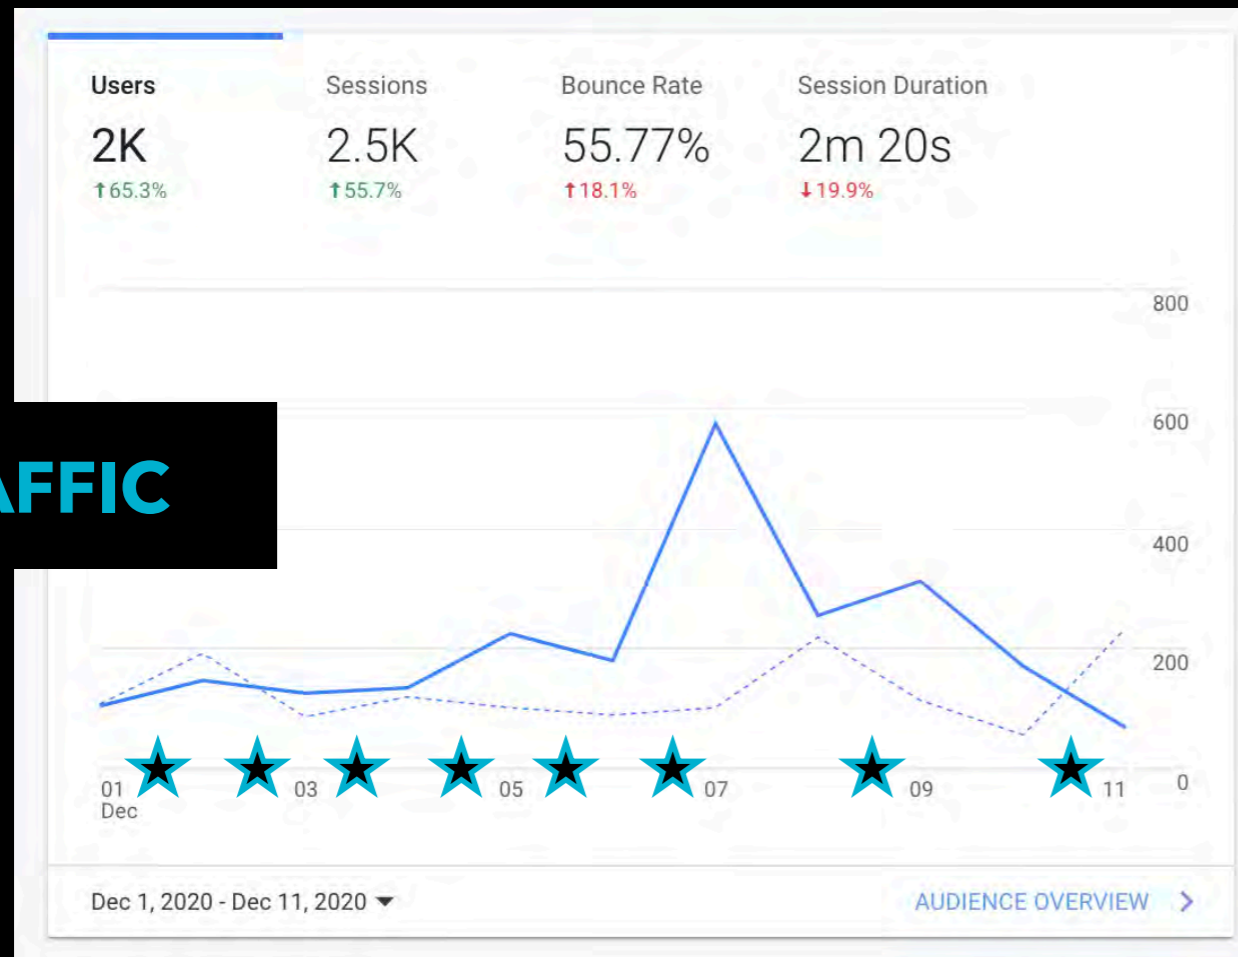 Users Sessions Bounce Rate Session Duration
2K 2.5K 55.77% 2m 20s
↑65.3% ↑55.7% ↑18.1% ↓19.9%
800
600
AFFIC
400
200
0
01 03 05 07 09 11
Dec
Dec 1, 2020 - Dec 11, 2020
AUDIENCE OVERVIEW